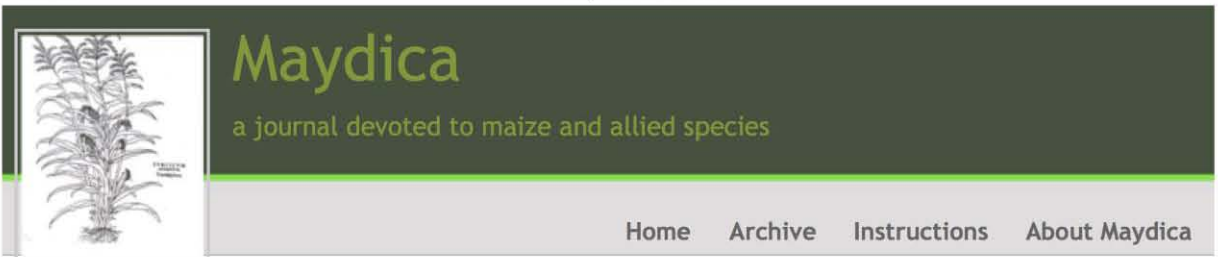 Maydica
a journal devoted to maize and allied species
Home Archive Instructions About Maydica